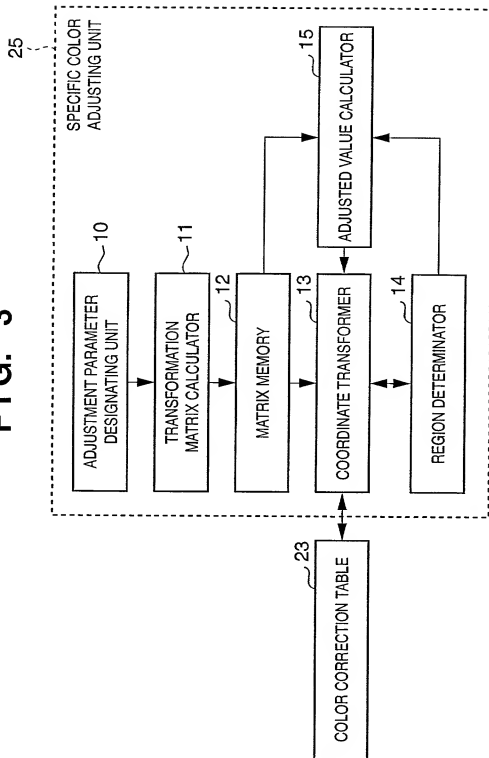 FIG. 3
25
SPECIFIC COLOR
ADJUSTING UNIT
10
ADJUSTMENT PARAMETER
DESIGNATING UNIT
11
TRANSFORMATION
MATRIX CALCULATOR
12
MATRIX MEMORY
15
ADJUSTED VALUE CALCULATOR
23
COLOR CORRECTION TABLE
13
COORDINATE TRANSFORMER
14
REGION DETERMINATOR